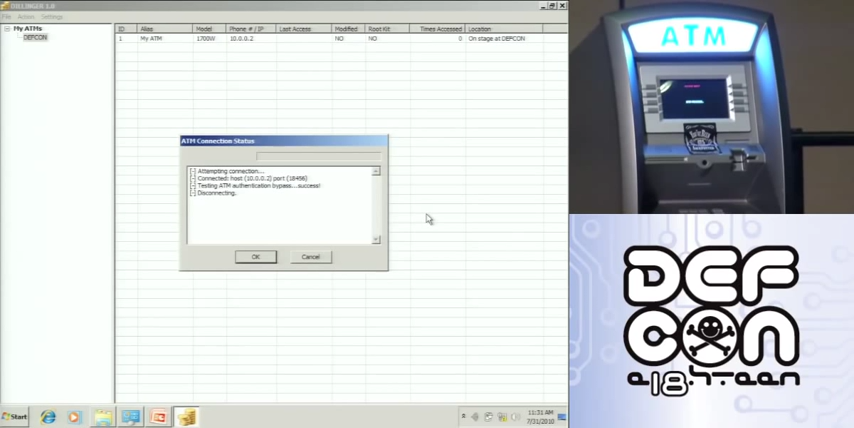 DILLINGER 1.0
File Action Settings
My ATMs
DEFCON
ID Alias Model Phone # / IP Last Access Modified Root Kit Times Accessed Location
1 My ATM 1700W 10.0.0.2 NO NO 0 On stage at DEFCON
ATM Connection Status
[-] Attempting connection...
[-] Connected: host (10.0.0.2) port (18456)
[-] Testing ATM authentication bypass...success!
[-] Disconnecting.
OK Cancel
Start
11:31 AM
7/31/2010
ATM
DEF
CON
e18h-teen